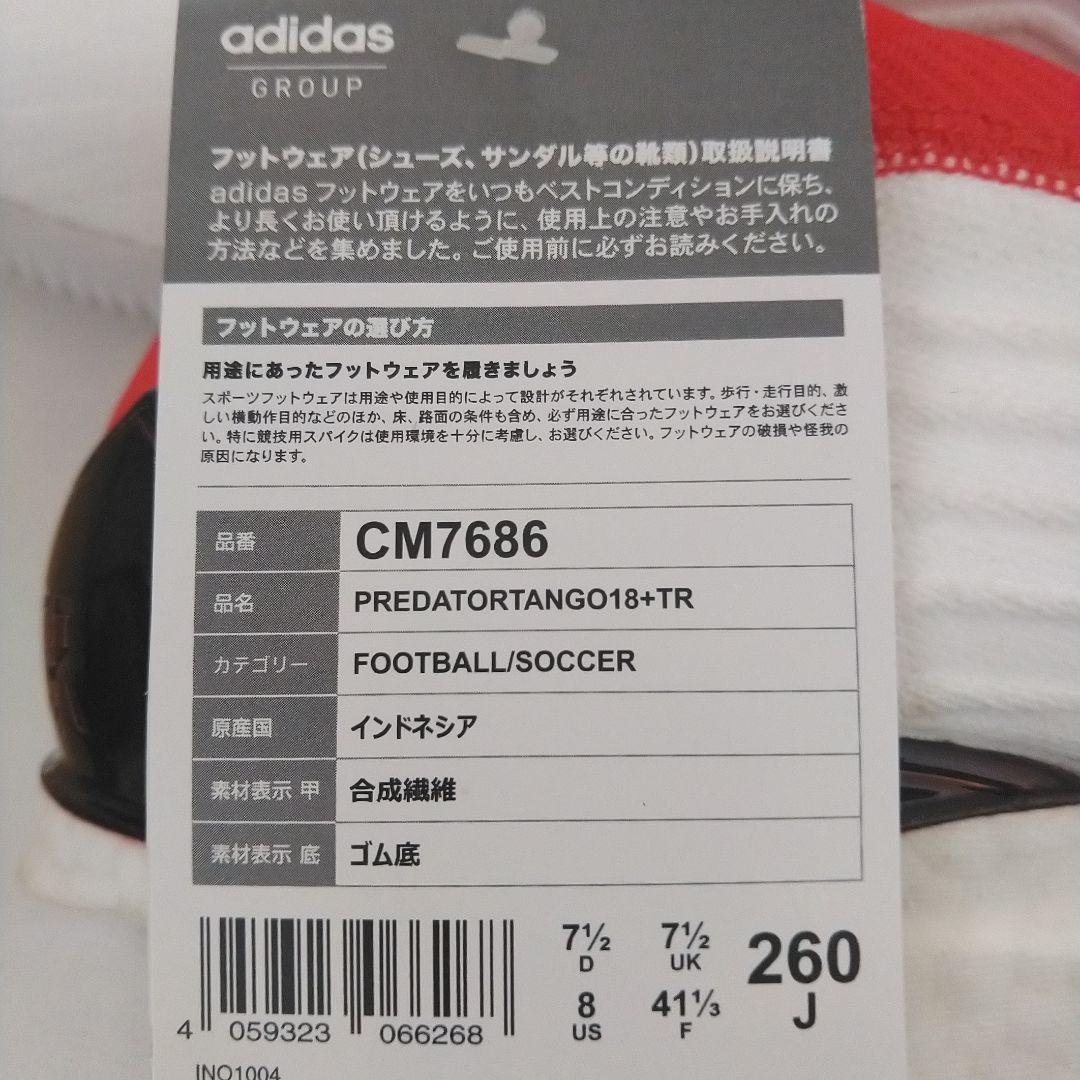 adidas
GROUP
フットウェア(シューズ、サンダル等の靴類)取扱説明書
adidas フットウェアをいつもベストコンディションに保ち、
より長くお使い頂けるように、使用上の注意やお手入れの
方法などを集めました。ご使用前に必ずお読みください。
フットウェアの選び方
用途にあったフットウェアを履きましょう
スポーツフットウェアは用途や使用目的によって設計がそれぞれされています。歩行・走行目的、激
しい横動作目的などのほか、床、路面の条件も含め、必ず用途に合ったフットウェアをお選びくださ
い。特に競技用スパイクは使用環境を十分に考慮し、お選びください。フットウェアの破損や怪我の
原因になります。
品番 CM7686
品名 PREDATORTANGO18+TR
カテゴリー FOOTBALL/SOCCER
原産国 インドネシア
素材表示 甲 合成繊維
素材表示 底 ゴム底
7½ 7½ 260
D UK J
8 41⅓
US F
4 059323 066268
INO1004